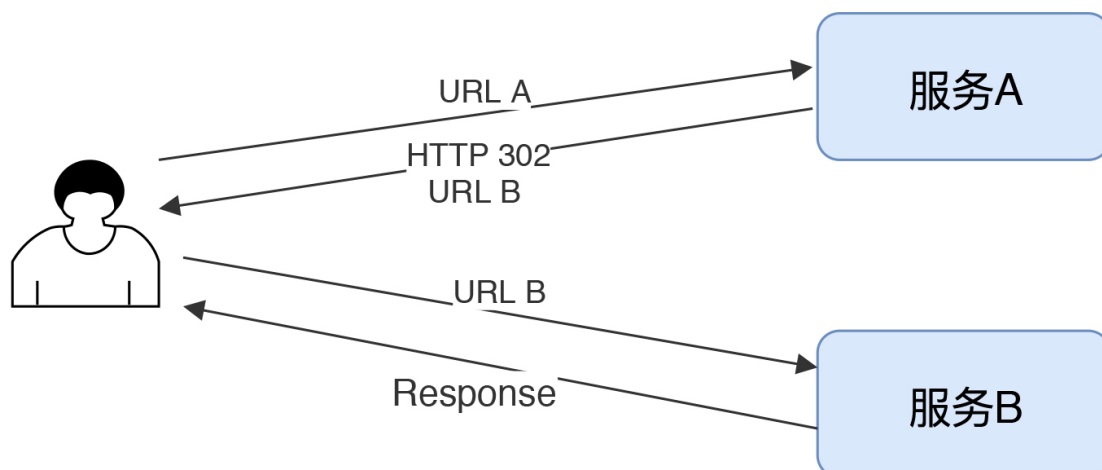 URL A
服务A
HTTP 302
URL B
URL B
Response
服务B